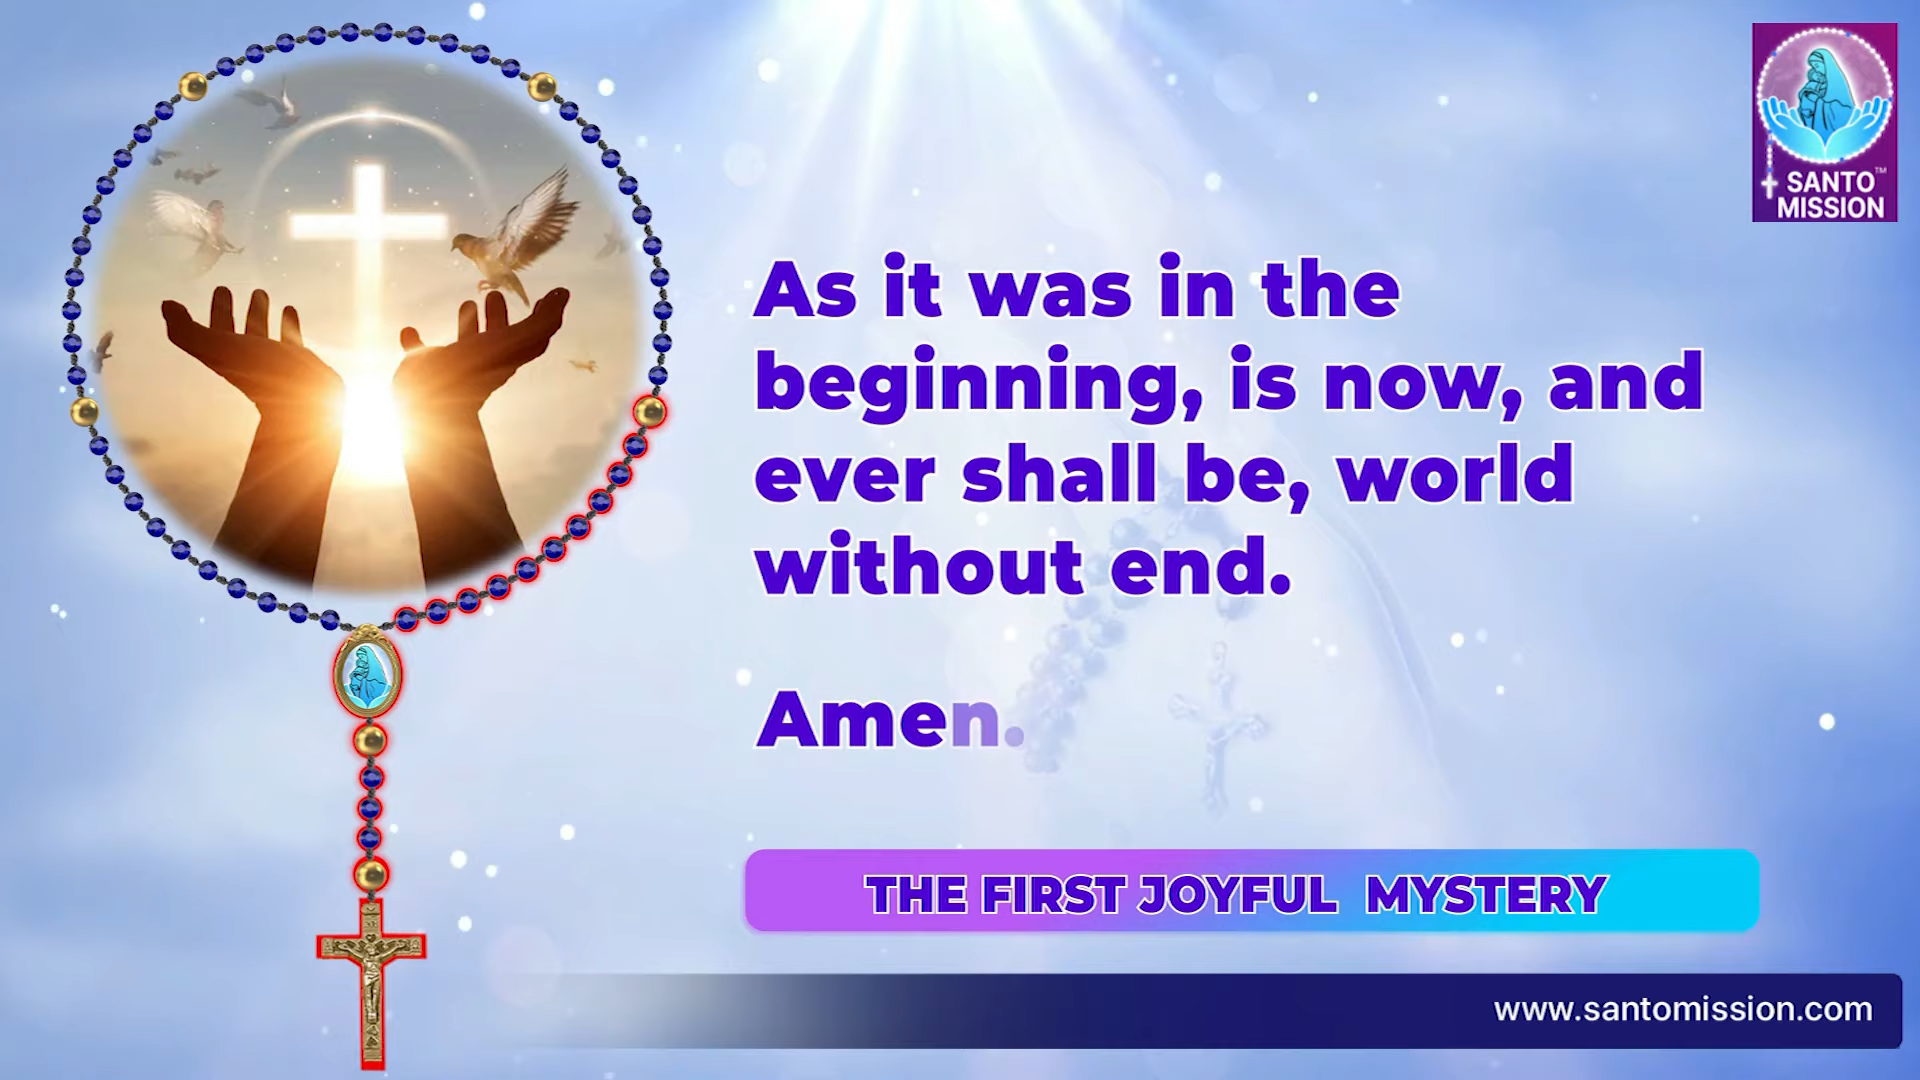 SANTO™
MISSION
As it was in the
beginning, is now, and
ever shall be, world
without end.
Amen.
THE FIRST JOYFUL MYSTERY
www.santomission.com